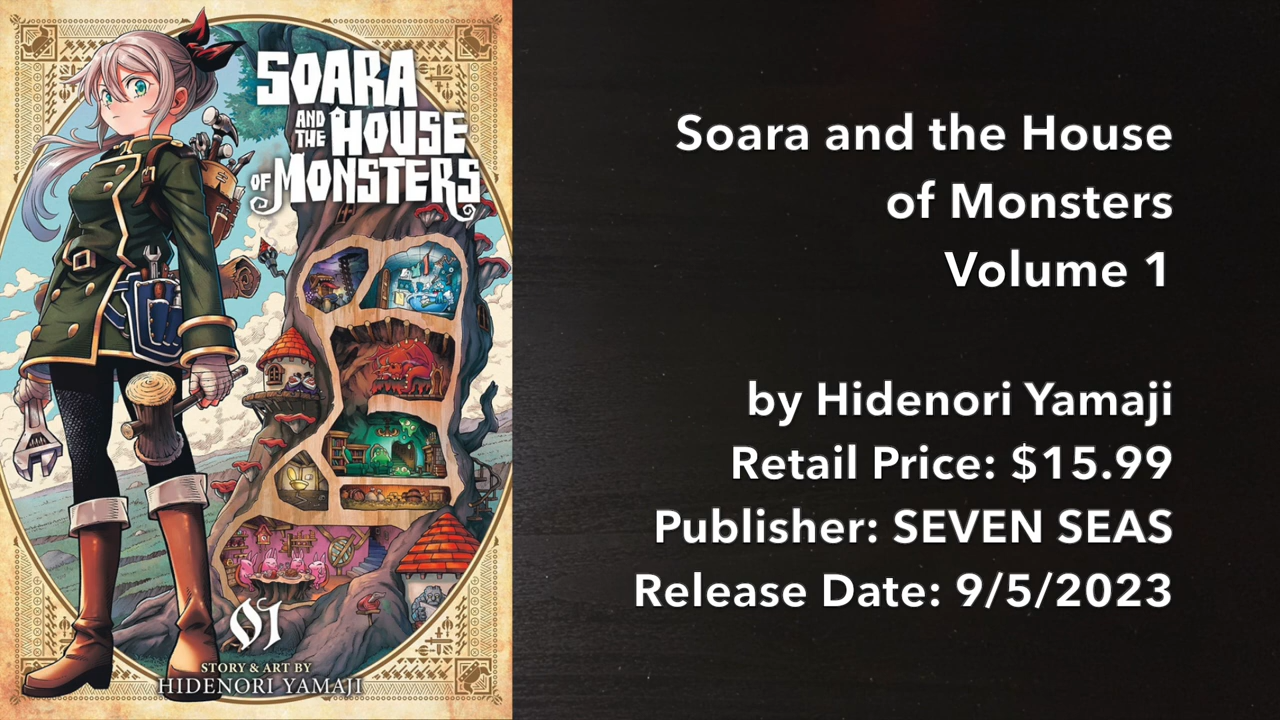 SOARA
AND THE HOUSE
OF MONSTERS
01
STORY & ART BY
HIDENORI YAMAJI
Soara and the House
of Monsters
Volume 1
by Hidenori Yamaji
Retail Price: $15.99
Publisher: SEVEN SEAS
Release Date: 9/5/2023